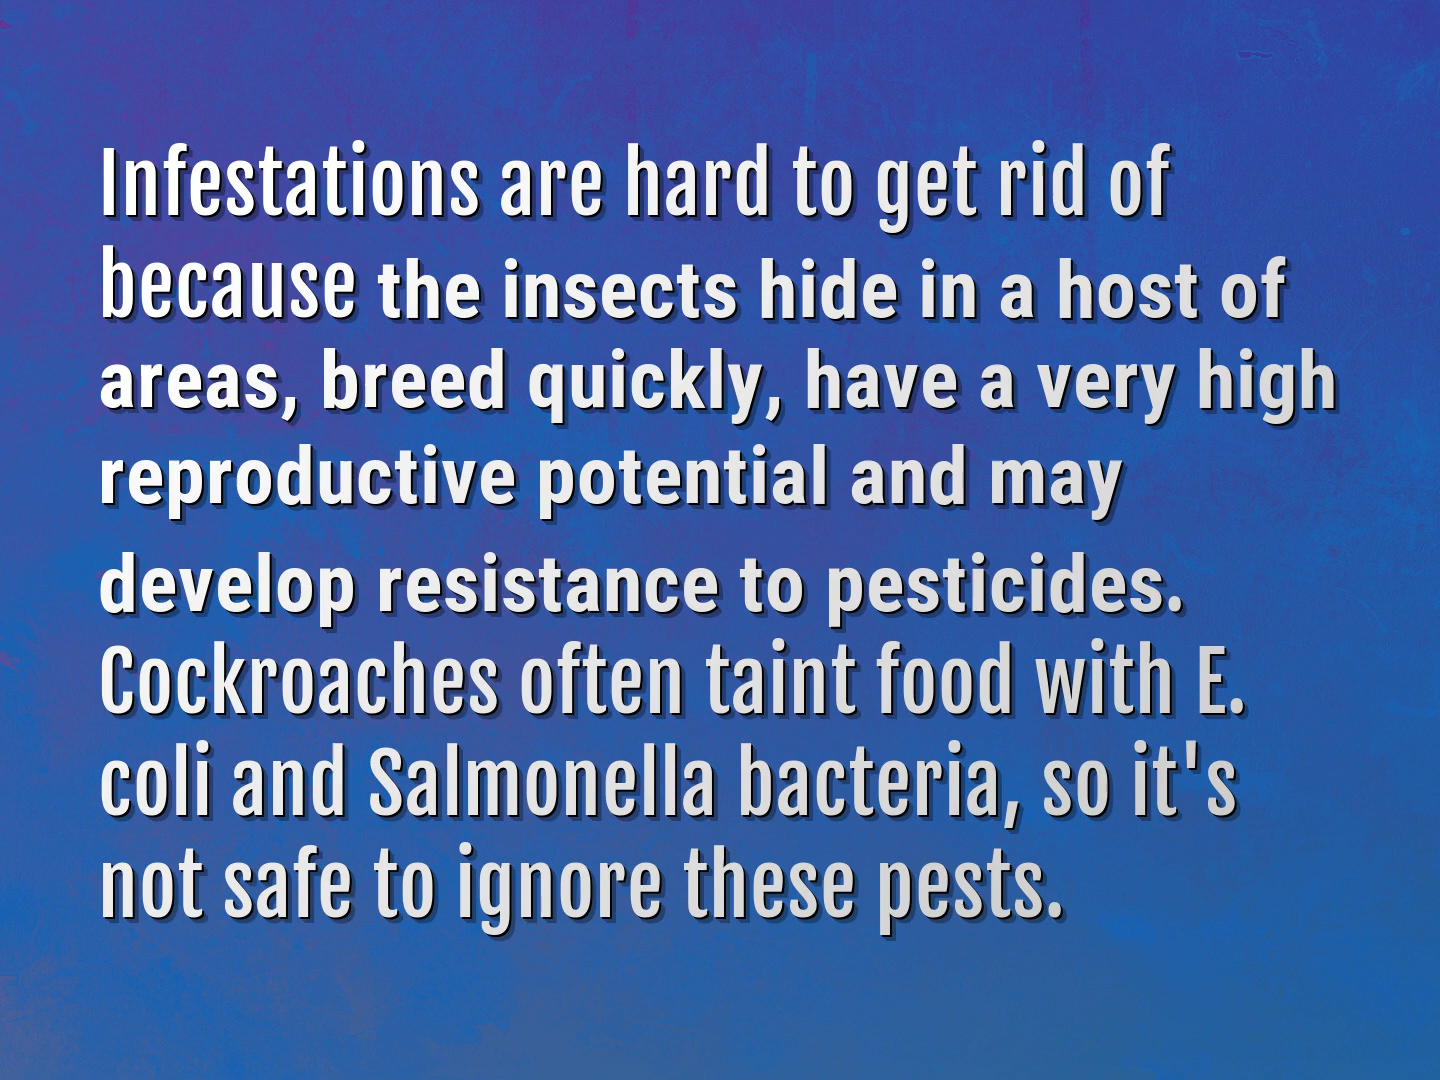 Infestations are hard to get rid of
because the insects hide in a host of
areas, breed quickly, have a very high
reproductive potential and may
develop resistance to pesticides.
Cockroaches often taint food with E.
coli and Salmonella bacteria, so it's
not safe to ignore these pests.